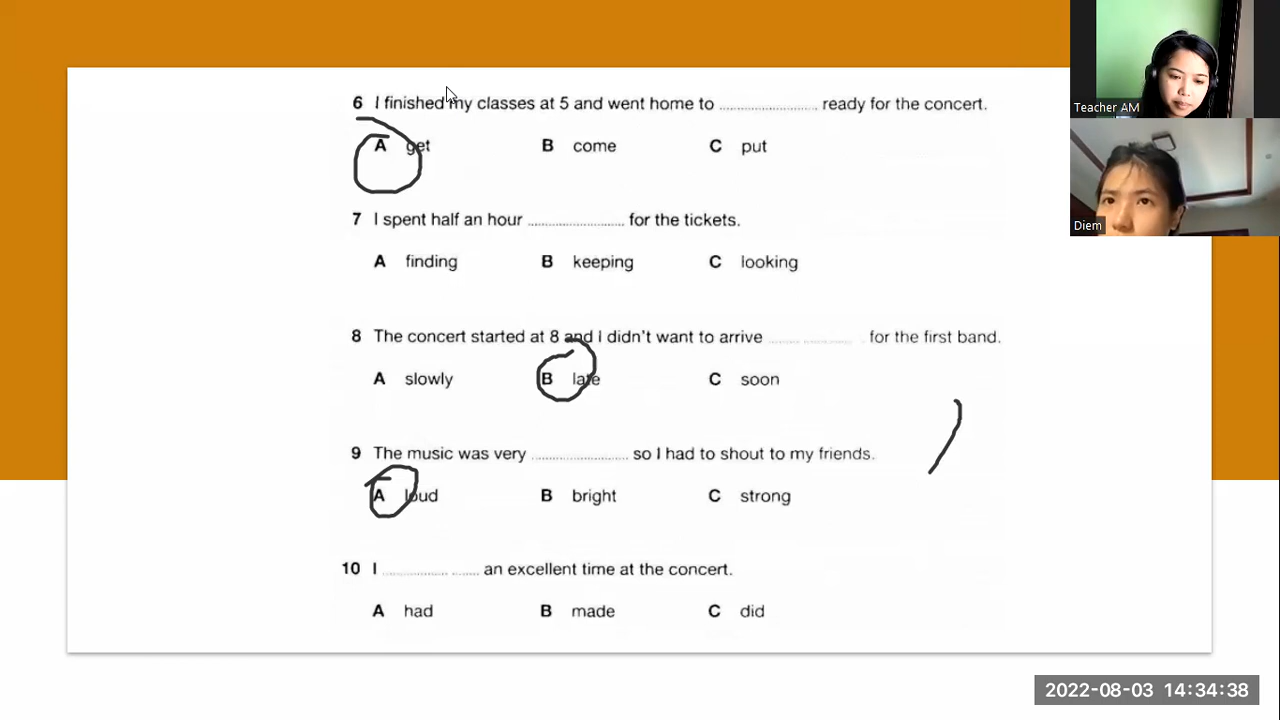 6 I finished my classes at 5 and went home to .................... ready for the concert.
A get B come C put
7 I spent half an hour .................... for the tickets.
A finding B keeping C looking
8 The concert started at 8 and I didn't want to arrive .................... for the first band.
A slowly B late C soon
9 The music was very .................... so I had to shout to my friends.
A loud B bright C strong
10 I .................... an excellent time at the concert.
A had B made C did
Teacher AM
Diem
2022-08-03 14:34:38